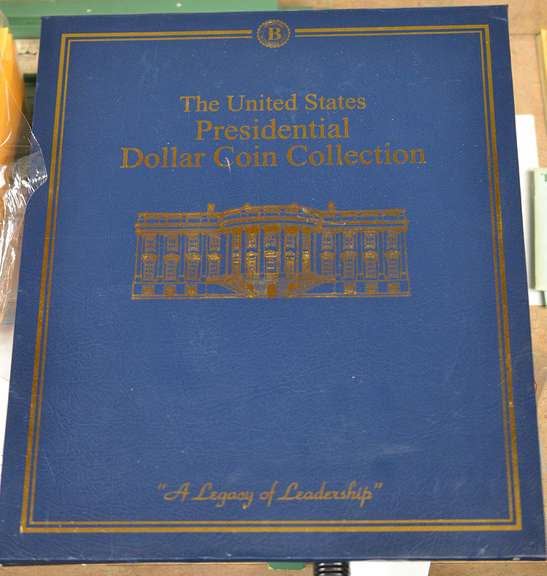 B
The United States
Presidential
Dollar Coin Collection
"A Legacy of Leadership"